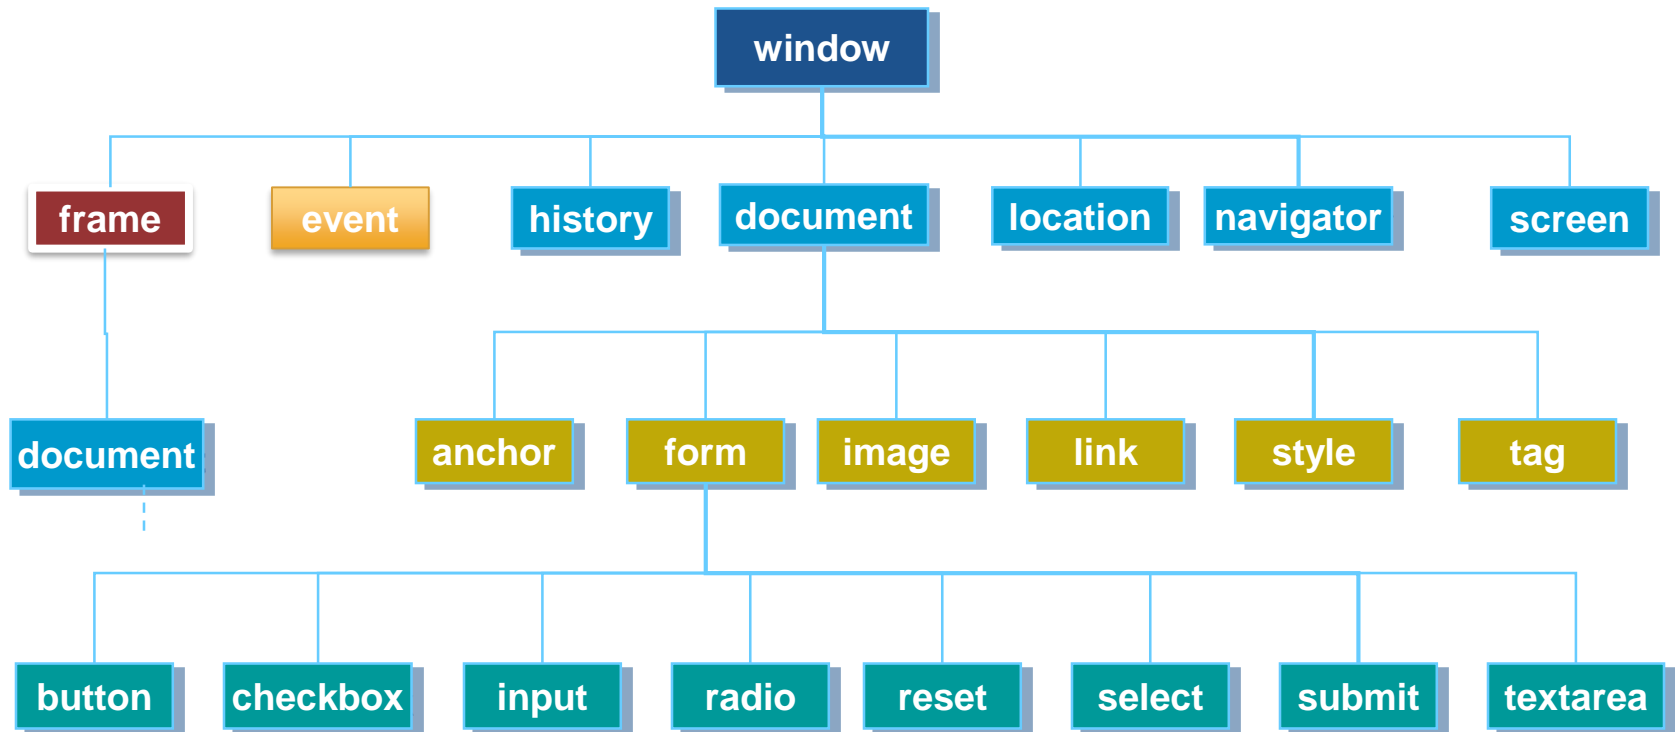 window
frame
event
history
document
location
navigator
screen
document
anchor
form
image
link
style
tag
button
checkbox
input
radio
reset
select
submit
textarea